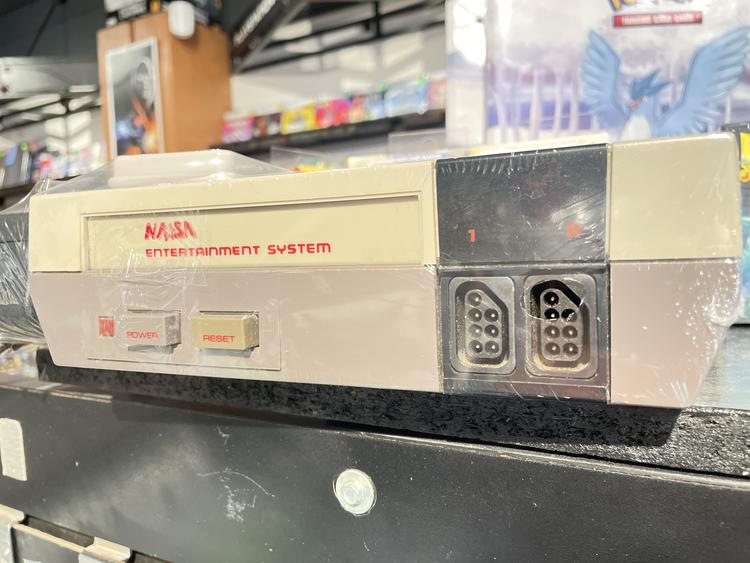 NASA
ENTERTAINMENT SYSTEM
1
2
POWER
RESET